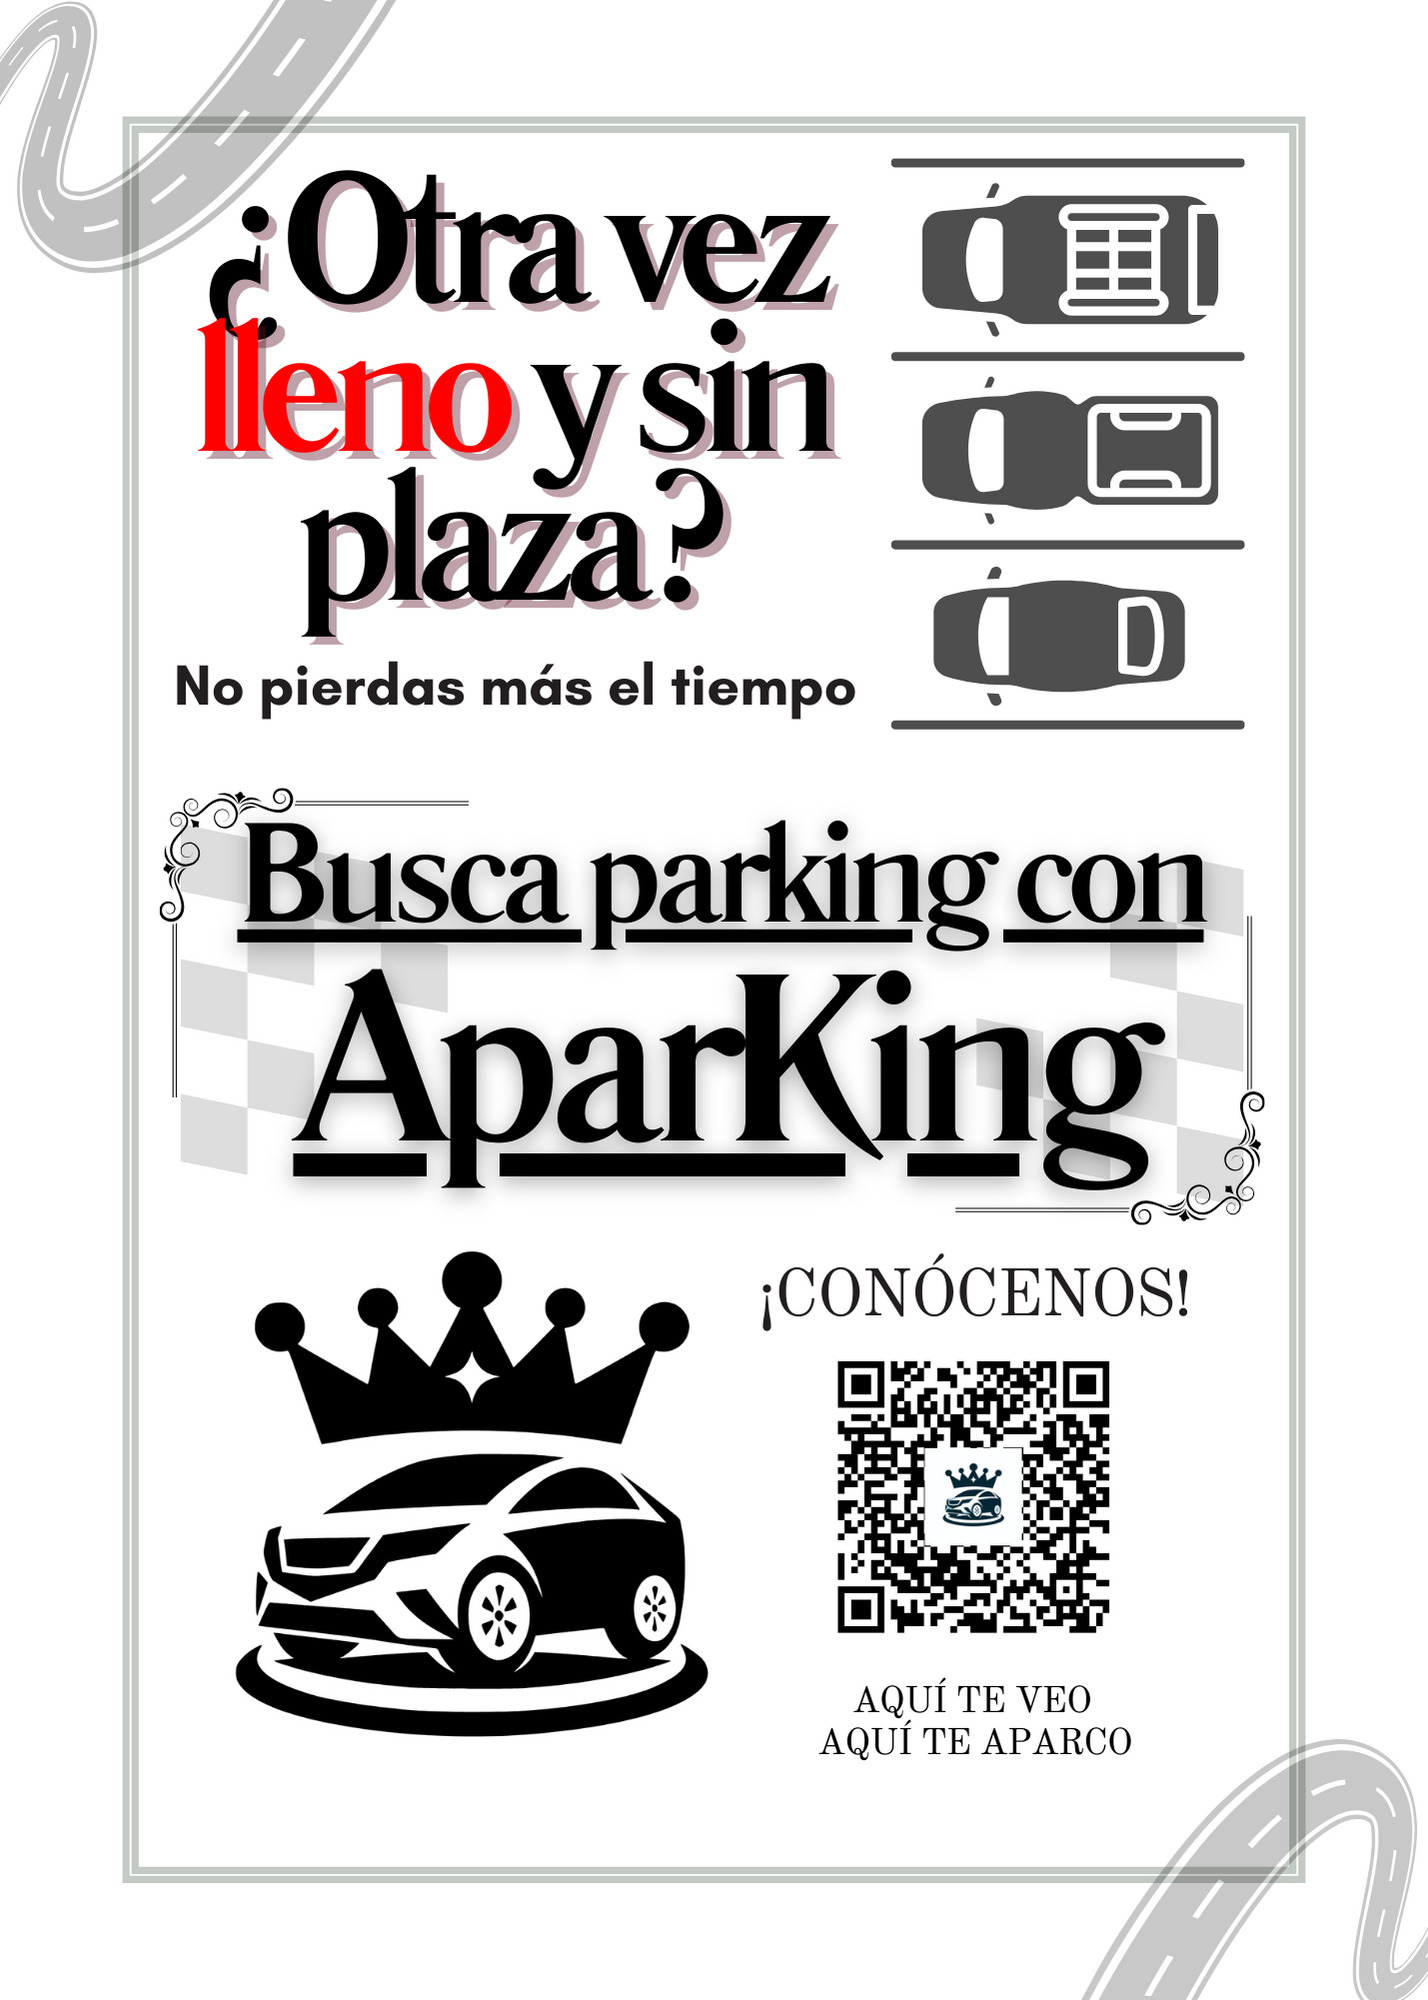 ¿Otra vez
lleno y sin
plaza?
No pierdas más el tiempo
Busca parking con
AparKing
¡CONÓCENOS!
AQUÍ TE VEO
AQUÍ TE APARCO